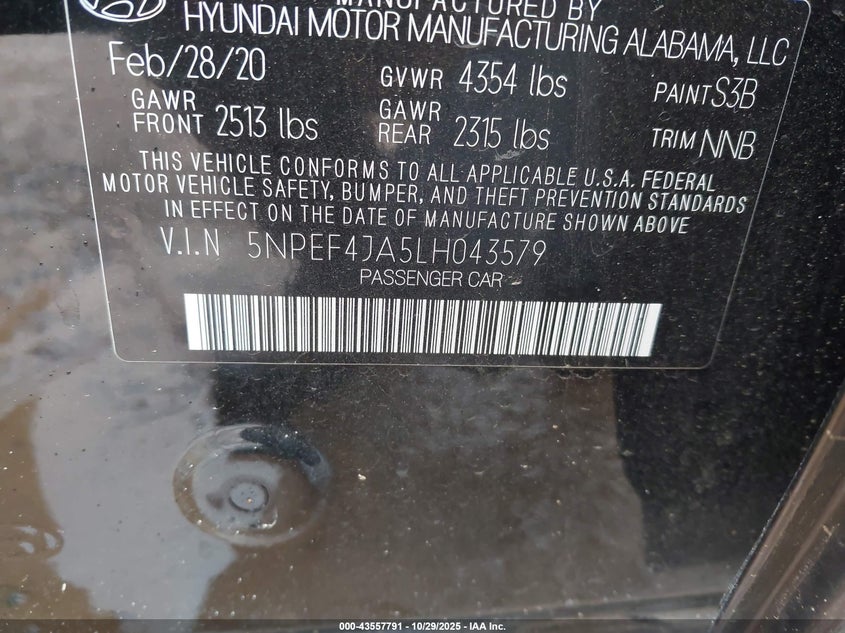 MANUFACTURED BY
HYUNDAI MOTOR MANUFACTURING ALABAMA, LLC
Feb/28/20 GVWR 4354 lbs PAINT S3B
GAWR FRONT 2513 lbs GAWR REAR 2315 lbs TRIM NNB
THIS VEHICLE CONFORMS TO ALL APPLICABLE U.S.A. FEDERAL
MOTOR VEHICLE SAFETY, BUMPER, AND THEFT PREVENTION STANDARDS
IN EFFECT ON THE DATE OF MANUFACTURE SHOWN ABOVE
V.I.N 5NPEF4JA5LH043579
PASSENGER CAR
000-43557791 - 10/29/2025 - IAA Inc.